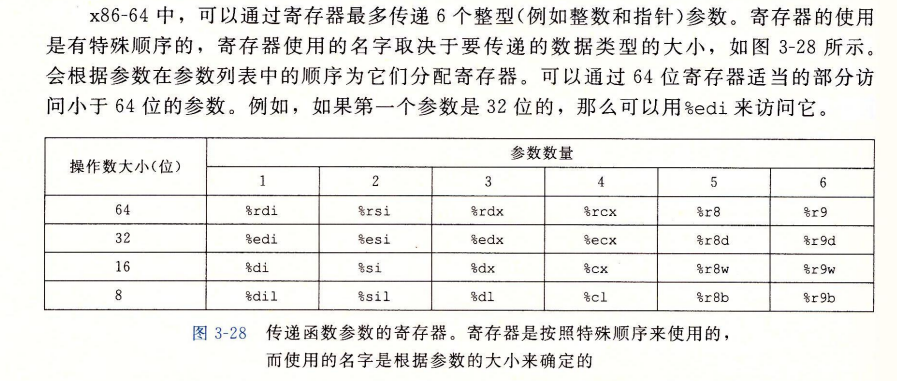 x86-64 中，可以通过寄存器最多传递 6 个整型(例如整数和指针)参数。寄存器的使用
是有特殊顺序的，寄存器使用的名字取决于要传递的数据类型的大小，如图 3-28 所示。
会根据参数在参数列表中的顺序为它们分配寄存器。可以通过 64 位寄存器适当的部分访
问小于 64 位的参数。例如，如果第一个参数是 32 位的，那么可以用%edi 来访问它。
操作数大小(位) 参数数量
1 2 3 4 5 6
64 %rdi %rsi %rdx %rcx %r8 %r9
32 %edi %esi %edx %ecx %r8d %r9d
16 %di %si %dx %cx %r8w %r9w
8 %dil %sil %dl %cl %r8b %r9b
图 3-28 传递函数参数的寄存器。寄存器是按照特殊顺序来使用的，
而使用的名字是根据参数的大小来确定的